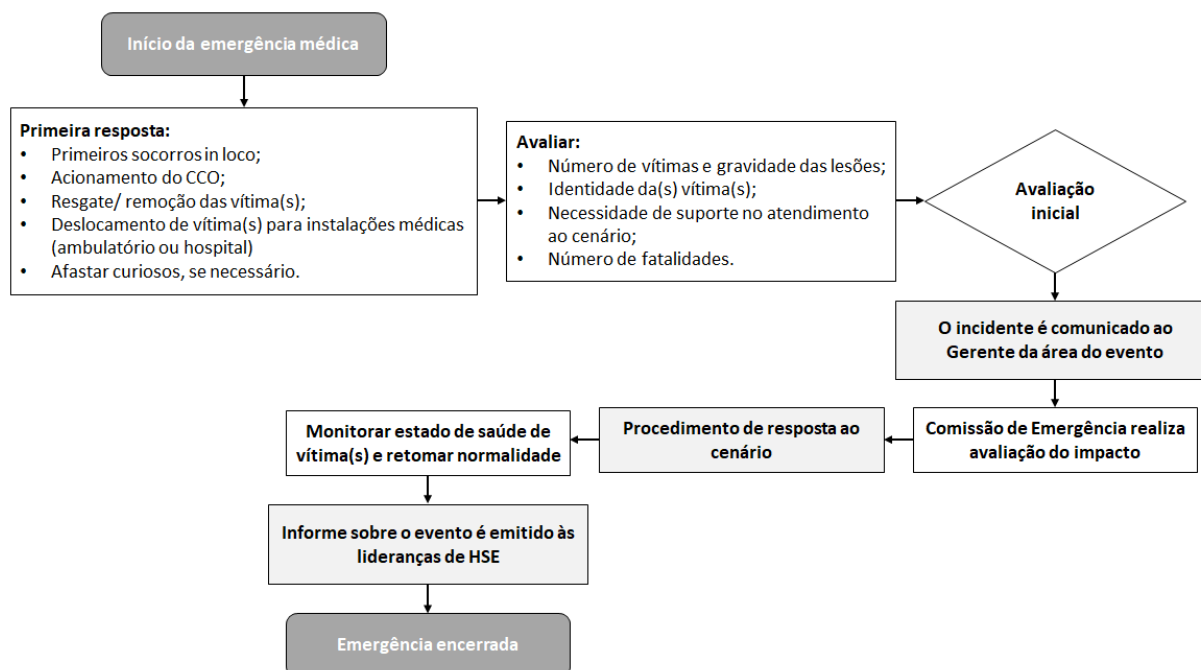 Início da emergência médica
Primeira resposta:
• Primeiros socorros in loco;
• Acionamento do CCO;
• Resgate/ remoção das vítima(s);
• Deslocamento de vítima(s) para instalações médicas
(ambulatório ou hospital)
• Afastar curiosos, se necessário.
Avaliar:
• Número de vítimas e gravidade das lesões;
• Identidade da(s) vítima(s);
• Necessidade de suporte no atendimento
ao cenário;
• Número de fatalidades.
Avaliação
inicial
O incidente é comunicado ao
Gerente da área do evento
Comissão de Emergência realiza
avaliação do impacto
Procedimento de resposta ao
cenário
Monitorar estado de saúde de
vítima(s) e retomar normalidade
Informe sobre o evento é emitido às
lideranças de HSE
Emergência encerrada